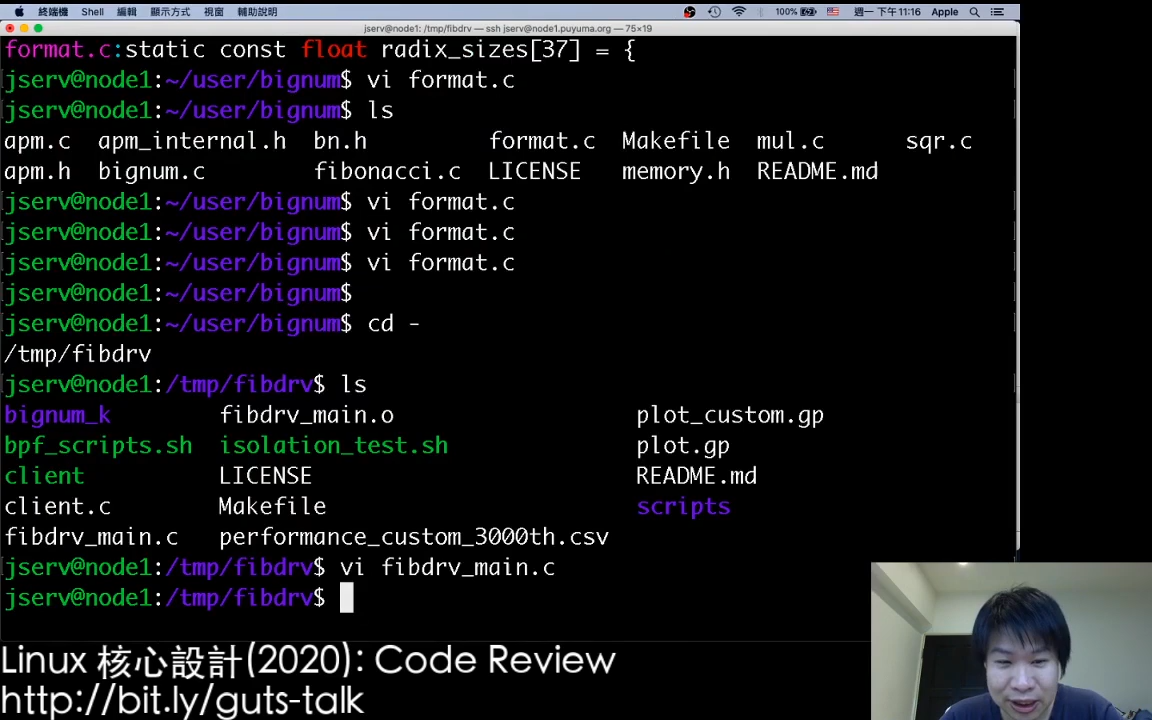 終端機 Shell 編輯 顯示方式 視窗 輔助說明 100% 週一 下午11:16 Apple
jserv@node1: /tmp/fibdrv — ssh jserv@node1.puyuma.org — 75×19
format.c:static const float radix_sizes[37] = {
jserv@node1:~/user/bignum$ vi format.c
jserv@node1:~/user/bignum$ ls
apm.c apm_internal.h bn.h format.c Makefile mul.c sqr.c
apm.h bignum.c fibonacci.c LICENSE memory.h README.md
jserv@node1:~/user/bignum$ vi format.c
jserv@node1:~/user/bignum$ vi format.c
jserv@node1:~/user/bignum$ vi format.c
jserv@node1:~/user/bignum$
jserv@node1:~/user/bignum$ cd -
/tmp/fibdrv
jserv@node1:/tmp/fibdrv$ ls
bignum_k fibdrv_main.o plot_custom.gp
bpf_scripts.sh isolation_test.sh plot.gp
client LICENSE README.md
client.c Makefile scripts
fibdrv_main.c performance_custom_3000th.csv
jserv@node1:/tmp/fibdrv$ vi fibdrv_main.c
jserv@node1:/tmp/fibdrv$
Linux 核心設計(2020): Code Review
http://bit.ly/guts-talk